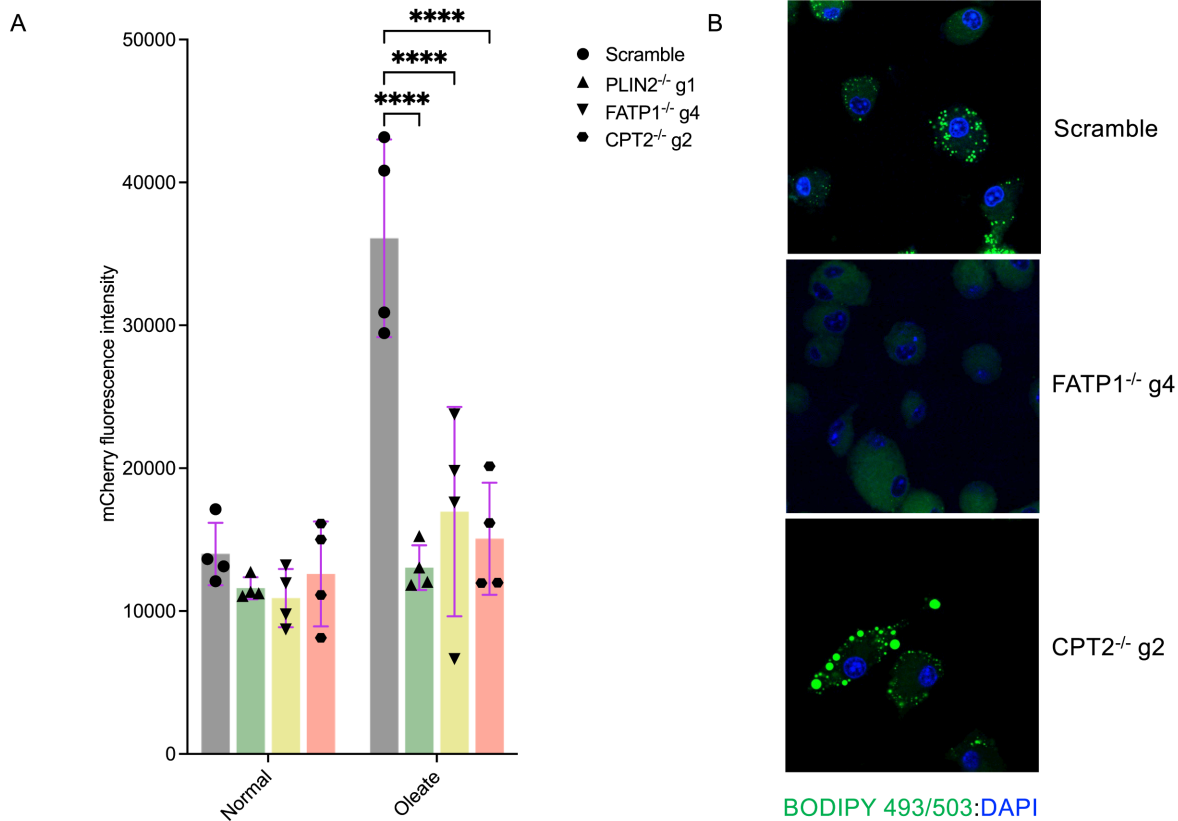 A
B
50000
40000
30000
20000
10000
0
mCherry fluorescence intensity
Normal
Oleate
****
****
****
Scramble
PLIN2-/- g1
FATP1-/- g4
CPT2-/- g2
Scramble
FATP1-/- g4
CPT2-/- g2
BODIPY 493/503:DAPI